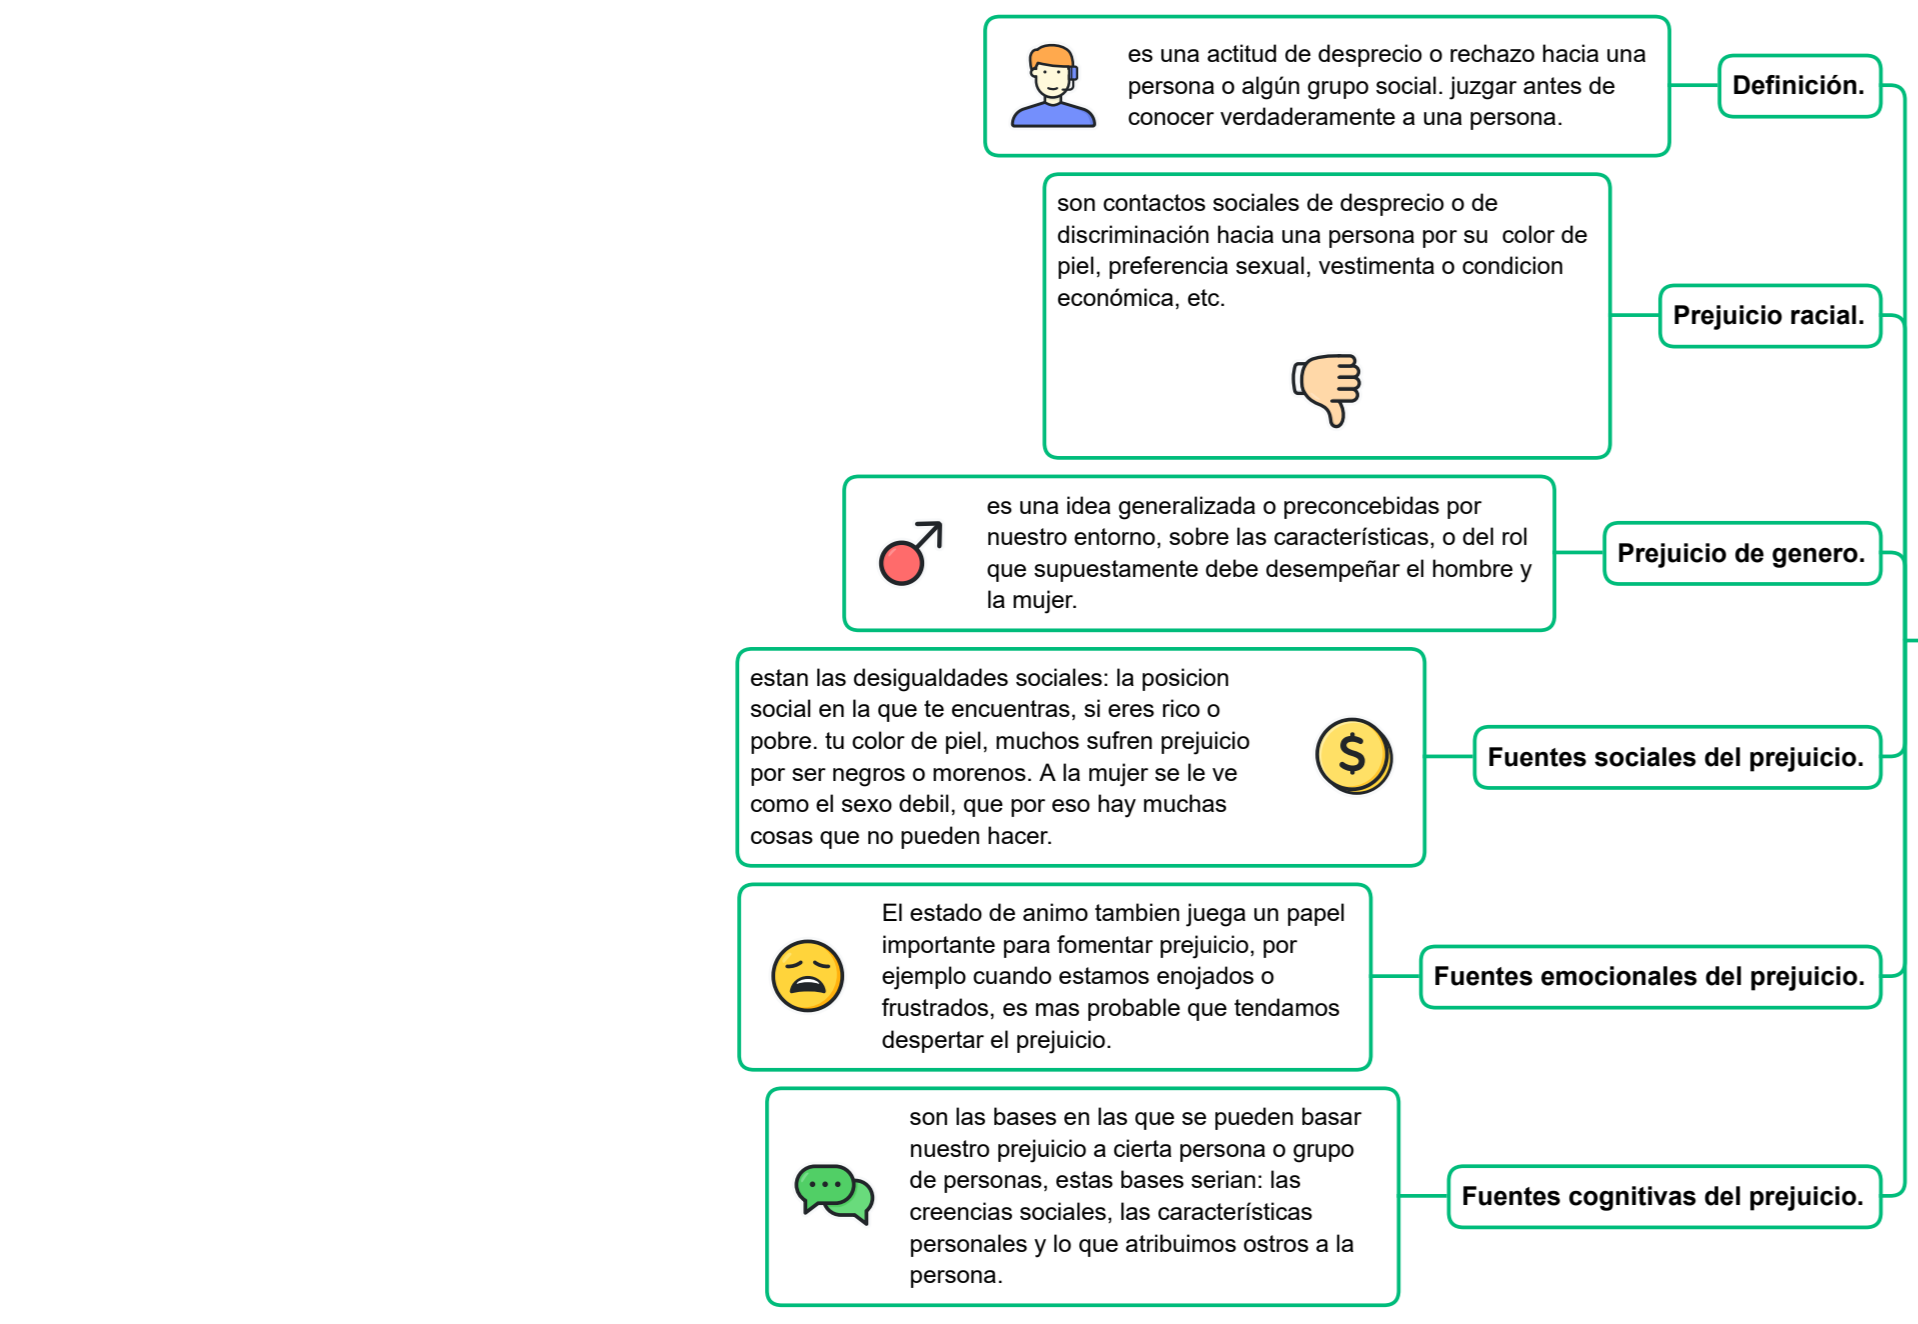 es una actitud de desprecio o rechazo hacia una
persona o algún grupo social. juzgar antes de
conocer verdaderamente a una persona.
Definición.
son contactos sociales de desprecio o de
discriminación hacia una persona por su  color de
piel, preferencia sexual, vestimenta o condicion
económica, etc.
Prejuicio racial.
es una idea generalizada o preconcebidas por
nuestro entorno, sobre las características, o del rol
que supuestamente debe desempeñar el hombre y
la mujer.
Prejuicio de genero.
estan las desigualdades sociales: la posicion
social en la que te encuentras, si eres rico o
pobre. tu color de piel, muchos sufren prejuicio
por ser negros o morenos. A la mujer se le ve
como el sexo debil, que por eso hay muchas
cosas que no pueden hacer.
$
Fuentes sociales del prejuicio.
El estado de animo tambien juega un papel
importante para fomentar prejuicio, por
ejemplo cuando estamos enojados o
frustrados, es mas probable que tendamos
despertar el prejuicio.
Fuentes emocionales del prejuicio.
son las bases en las que se pueden basar
nuestro prejuicio a cierta persona o grupo
de personas, estas bases serian: las
creencias sociales, las características
personales y lo que atribuimos ostros a la
persona.
Fuentes cognitivas del prejuicio.